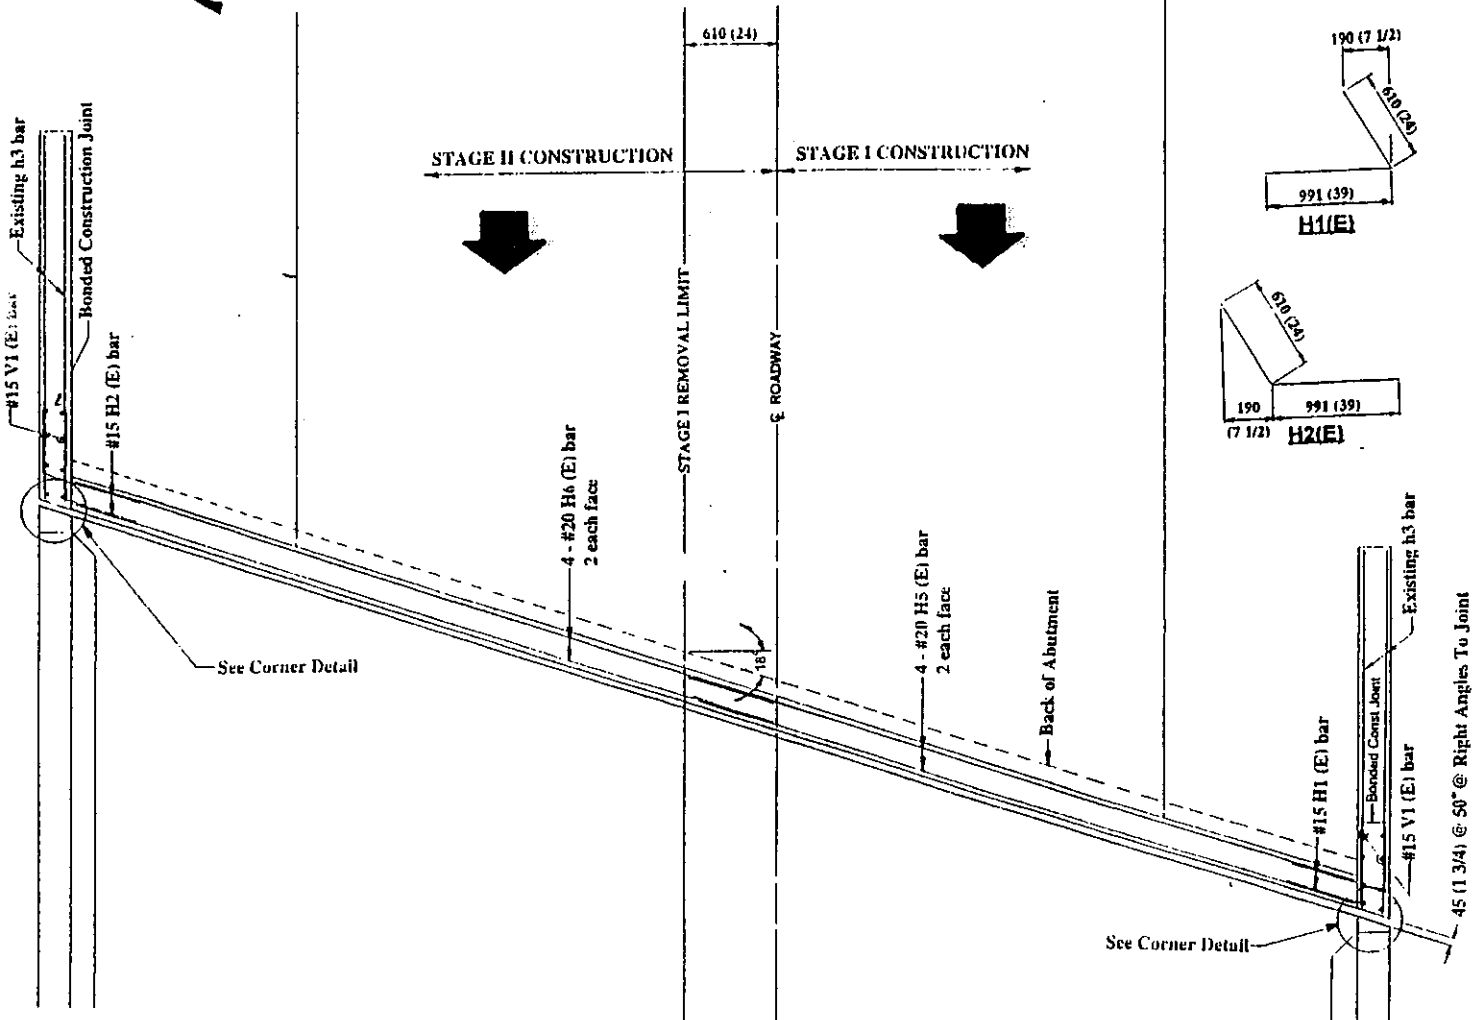 610 (24)
190 (7 1/2)
610 (24)
991 (39)
H1(E)
STAGE II CONSTRUCTION
STAGE I CONSTRUCTION
Existing h3 bar
Bonded Construction Joint
#15 V1 (E) bar
#15 H2 (E) bar
STAGE I REMOVAL LIMIT
℄ ROADWAY
610 (24)
190
(7 1/2)
991 (39)
H2(E)
4 - #20 H6 (E) bar
2 each face
See Corner Detail
18°
4 - #20 H5 (E) bar
2 each face
Back of Abutment
Existing h3 bar
Bonded Const Joint
#15 H1 (E) bar
#15 V1 (E) bar
45 (1 3/4) @ 50° @ Right Angles To Joint
See Corner Detail